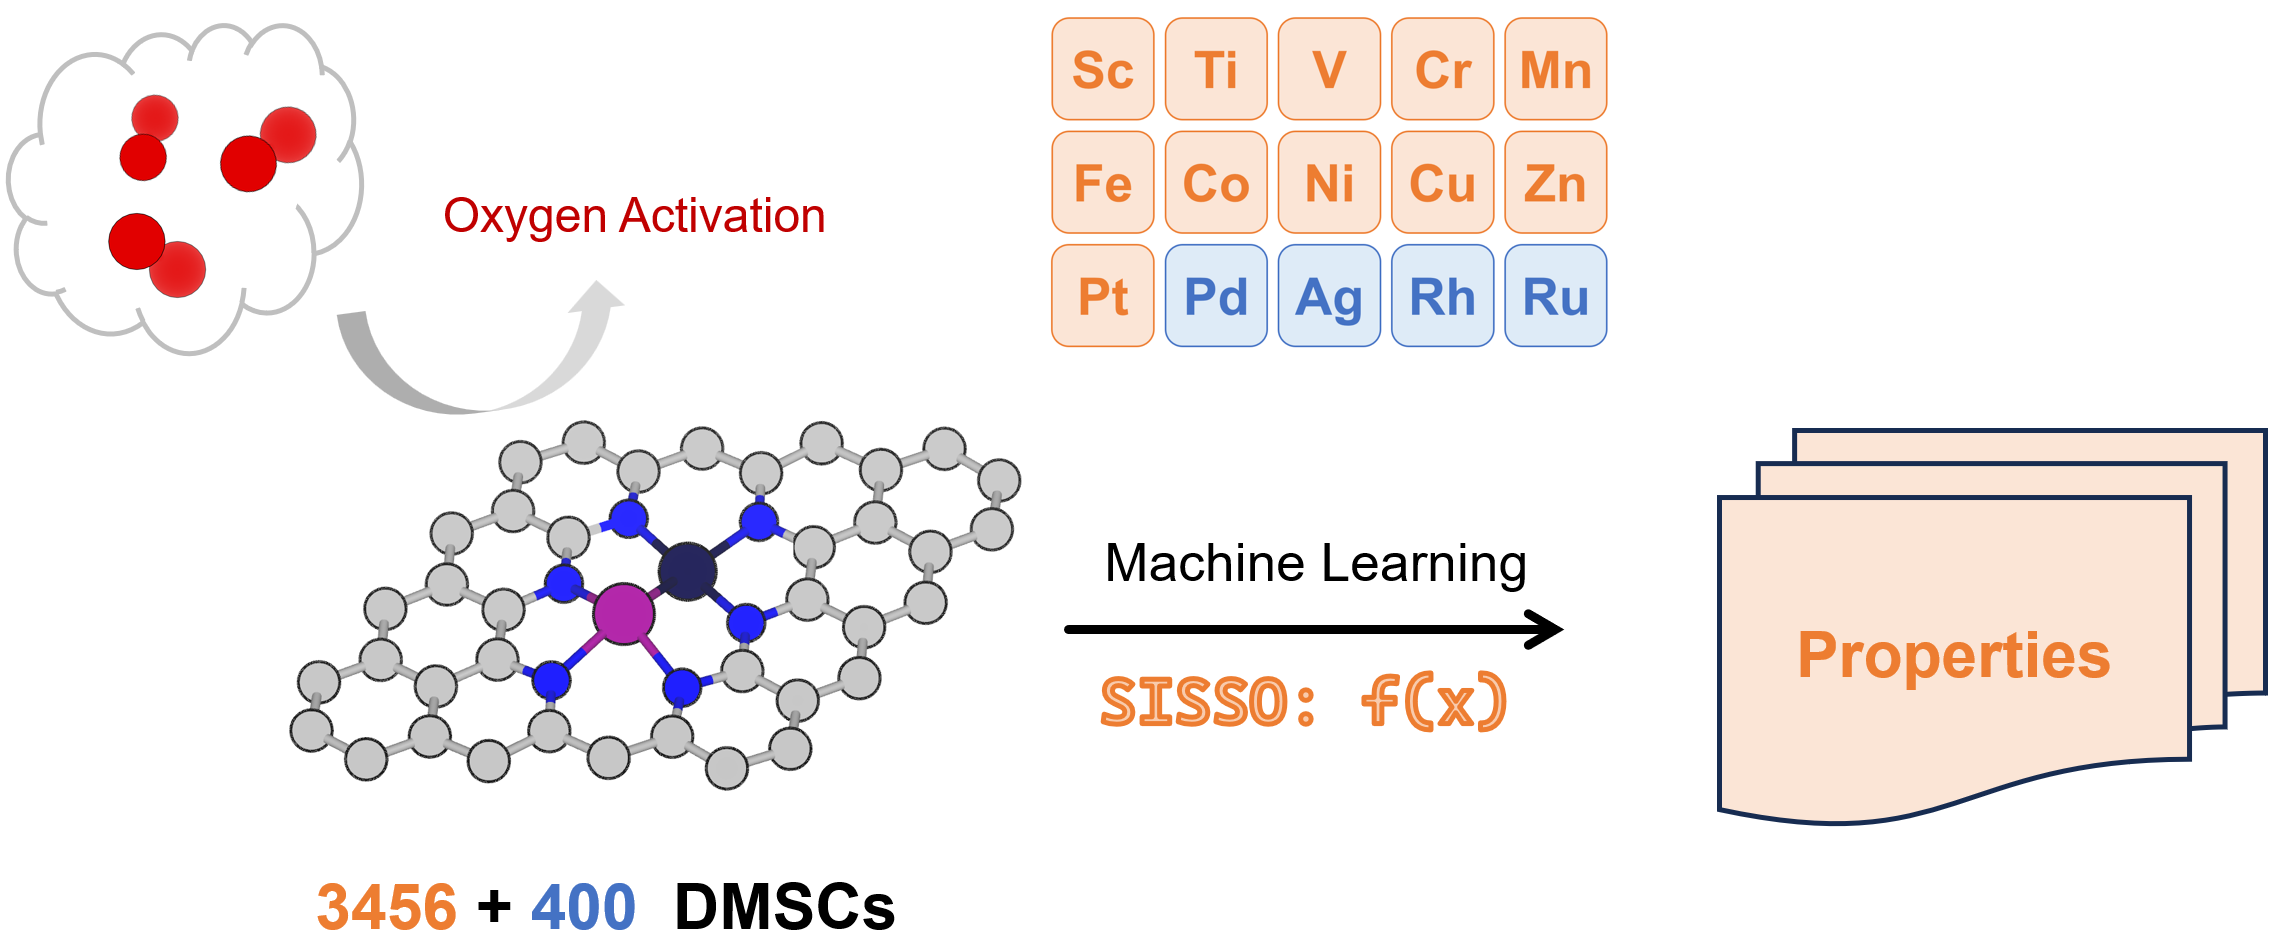 Oxygen Activation
Sc Ti V Cr Mn
Fe Co Ni Cu Zn
Pt Pd Ag Rh Ru
Machine Learning
SISSO: f(x)
Properties
3456 + 400 DMSCs